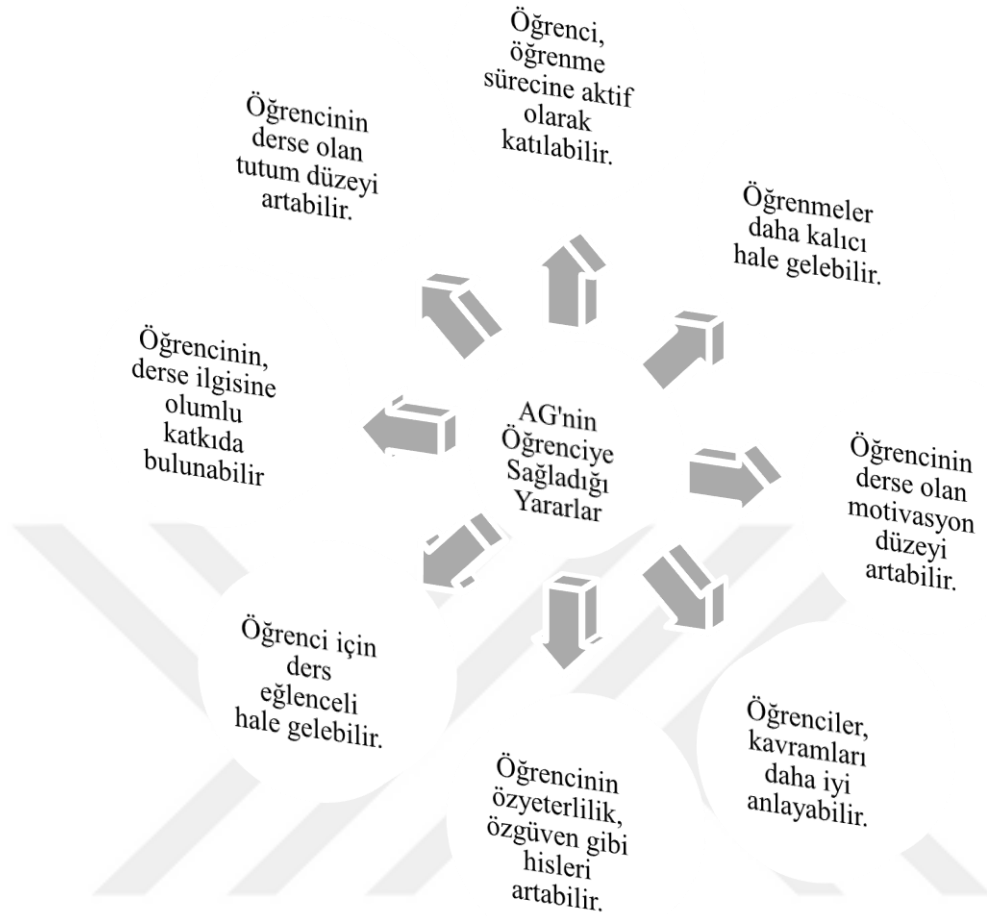 Öğrenci,
öğrenme
sürecine aktif
olarak
katılabilir.
Öğrenmeler
daha kalıcı
hale gelebilir.
Öğrencinin
derse olan
motivasyon
düzeyi
artabilir.
Öğrenciler,
kavramları
daha iyi
anlayabilir.
Öğrencinin
özyeterlilik,
özgüven gibi
hisleri
artabilir.
Öğrenci için
ders
eğlenceli
hale gelebilir.
Öğrencinin,
derse ilgisine
olumlu
katkıda
bulunabilir
Öğrencinin
derse olan
tutum düzeyi
artabilir.
AG'nin
Öğrenciye
Sağladığı
Yararlar